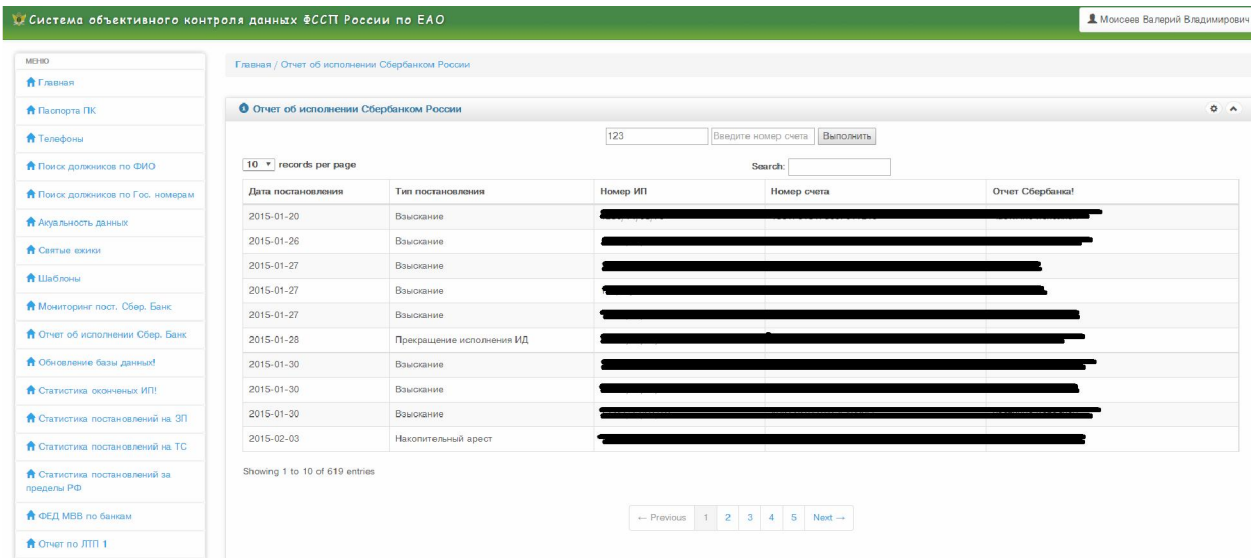 Система объективного контроля данных ФССП России по ЕАО
Моисеев Валерий Владимирович
МЕНЮ
Главная
Паспорта ПК
Телефоны
Поиск должников по ФИО
Поиск должников по Гос. номерам
Акуальность данных
Святые ежики
Шаблоны
Мониторинг пост. Сбер. Банк
Отчет об исполнении Сбер. Банк
Обновление базы данных!
Статистика оконченых ИП!
Статистика постановлений на ЗП
Статистика постановлений на ТС
Статистика постановлений за
пределы РФ
ФЕД МВВ по банкам
Отчет по ЛТП 1
Главная / Отчет об исполнении Сбербанком России
Отчет об исполнении Сбербанком России
123 Введите номер счета Выполнить
10 records per page Search:
Дата постановления Тип постановления Номер ИП Номер счета Отчет Сбербанка!
2015-01-20 Взыскание
2015-01-26 Взыскание
2015-01-27 Взыскание
2015-01-27 Взыскание
2015-01-27 Взыскание
2015-01-28 Прекращение исполнения ИД
2015-01-30 Взыскание
2015-01-30 Взыскание
2015-01-30 Взыскание
2015-02-03 Накопительный арест
Showing 1 to 10 of 619 entries
← Previous 1 2 3 4 5 Next →